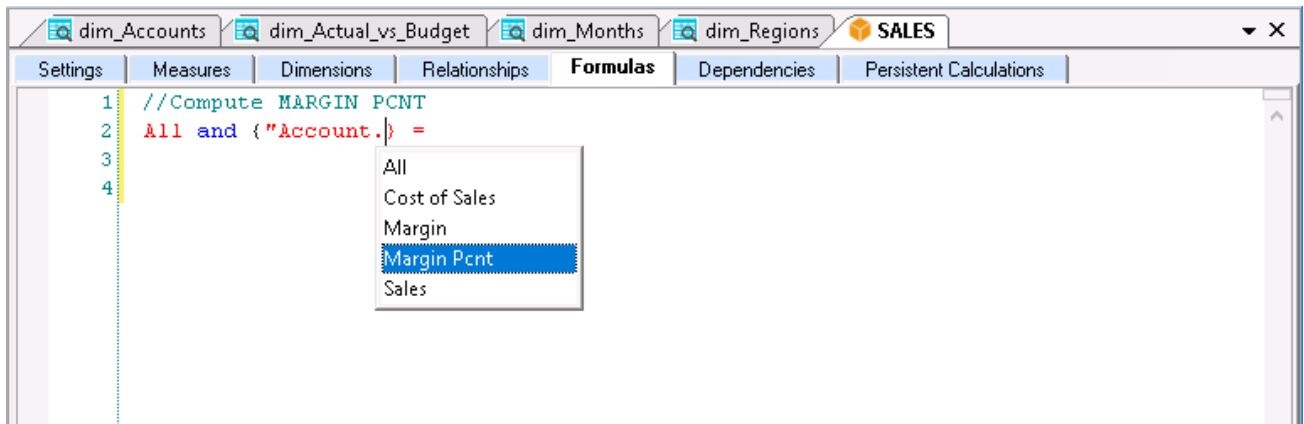 dim_Accounts dim_Actual_vs_Budget dim_Months dim_Regions SALES
Settings Measures Dimensions Relationships Formulas Dependencies Persistent Calculations
1 //Compute MARGIN PCNT
2 All and {"Account.} =
3
4
All
Cost of Sales
Margin
Margin Pcnt
Sales